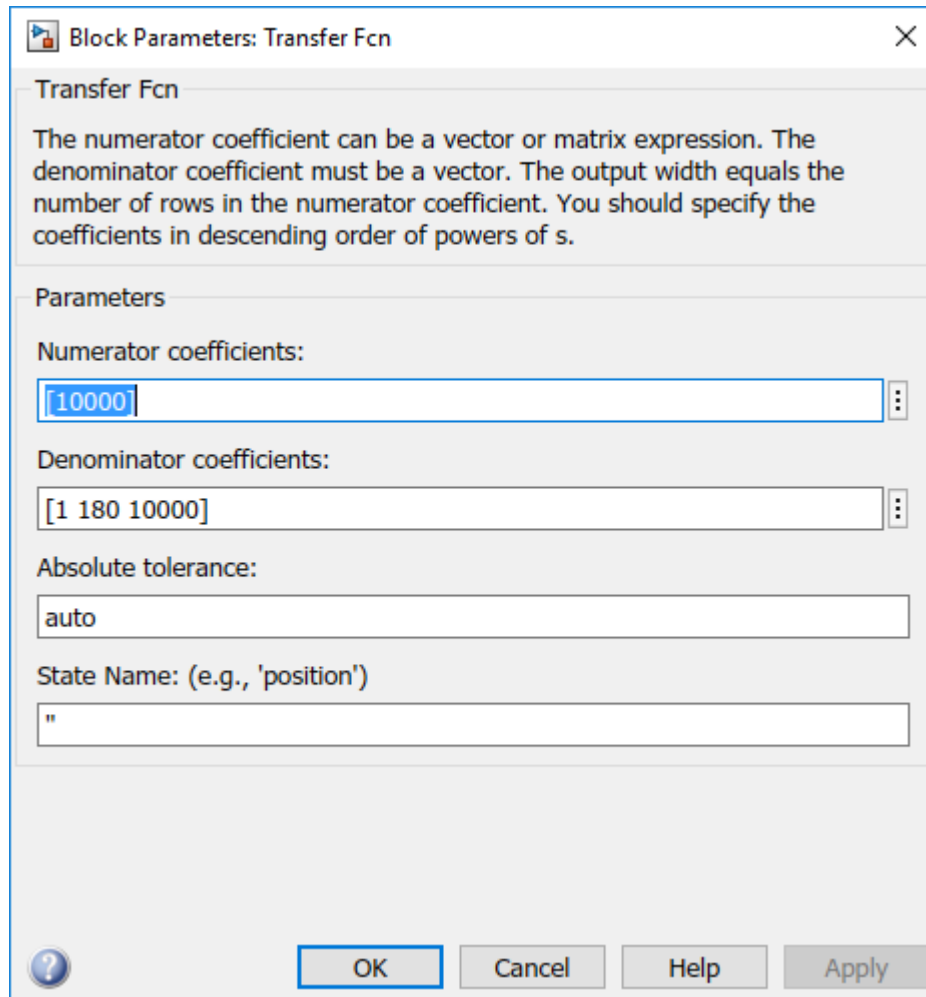 Block Parameters: Transfer Fcn
Transfer Fcn
The numerator coefficient can be a vector or matrix expression. The
denominator coefficient must be a vector. The output width equals the
number of rows in the numerator coefficient. You should specify the
coefficients in descending order of powers of s.
Parameters
Numerator coefficients:
[10000]
Denominator coefficients:
[1 180 10000]
Absolute tolerance:
auto
State Name: (e.g., 'position')
''
OK Cancel Help Apply